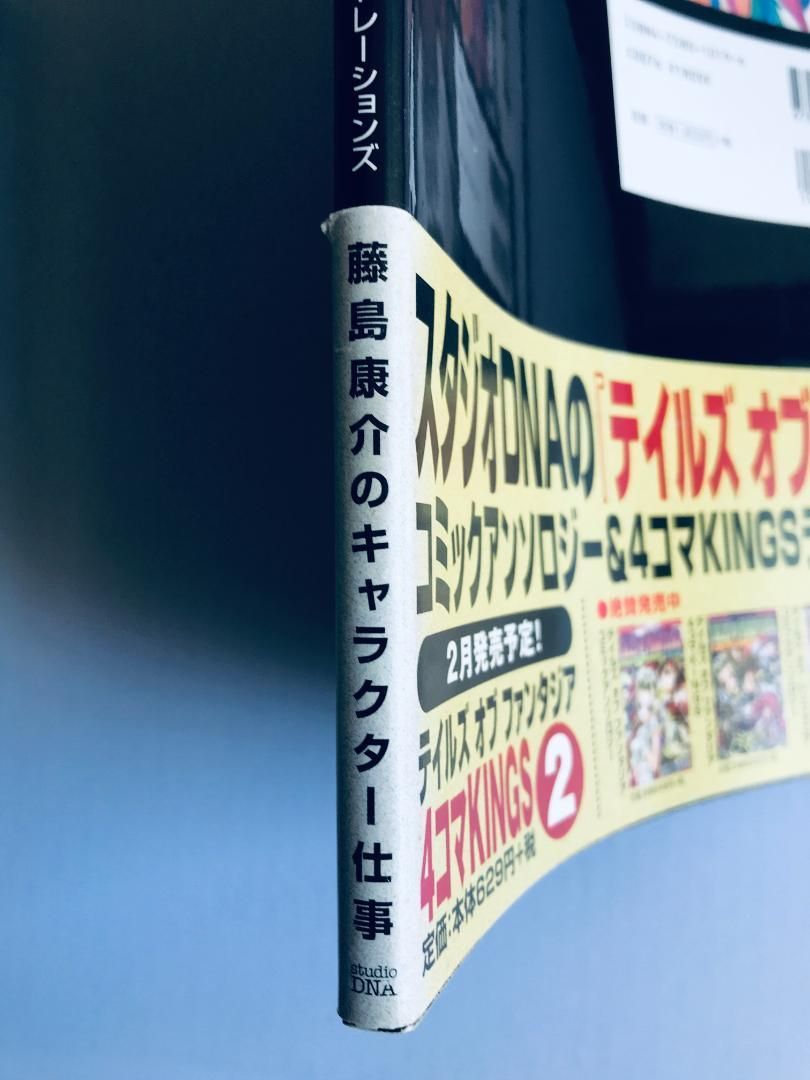 レーションズ
藤島康介のキャラクター仕事
studio
DNA
スタジオDNAの「テイルズ オブ
コミックアンソロジー&4コマKINGS
●絶賛発売中
2月発売予定!
テイルズ オブ ファンタジア
4コマKINGS 2
定価:本体629円+税